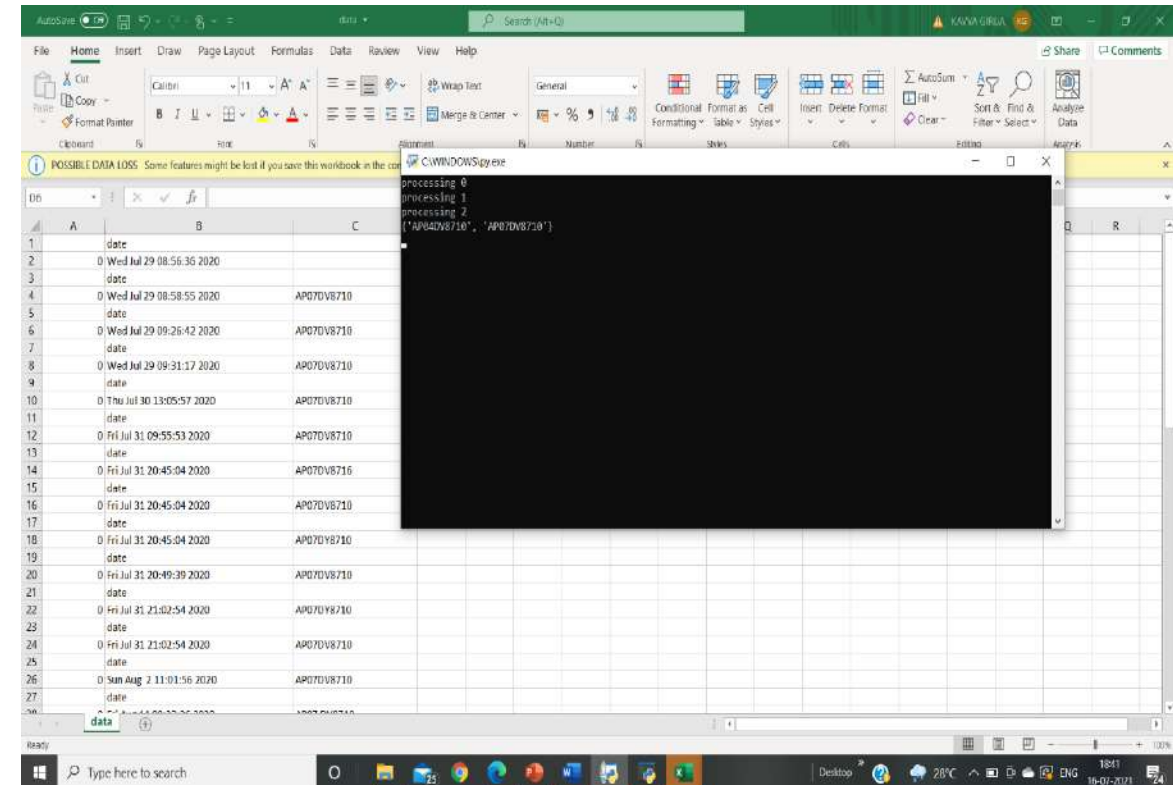 AutoSave On data Search (Alt+Q) KAVYA GIRIJA KG
File Home Insert Draw Page Layout Formulas Data Review View Help Share Comments
Cut
Copy
Format Painter
Paste
Calibri 11 A A
B I U A
Wrap Text
Merge & Center
General
% 9
Conditional Formatting
Format as Table
Cell Styles
Insert Delete Format
AutoSum
Fill
Clear
Sort & Filter
Find & Select
Analyze Data
Clipboard Font Alignment Number Styles Cells Editing Analysis
POSSIBLE DATA LOSS Some features might be lost if you save this workbook in the com
C:\WINDOWS\py.exe
processing 0
processing 1
processing 2
{'AP04DV8710', 'AP07DV8710'}
D6 fx
A B C Q R
1 date
2 0 Wed Jul 29 08:56:36 2020
3 date
4 0 Wed Jul 29 08:58:55 2020 AP07DV8710
5 date
6 0 Wed Jul 29 09:26:42 2020 AP07DV8710
7 date
8 0 Wed Jul 29 09:31:17 2020 AP07DV8710
9 date
10 0 Thu Jul 30 13:05:57 2020 AP07DV8710
11 date
12 0 Fri Jul 31 09:55:53 2020 AP07DV8710
13 date
14 0 Fri Jul 31 20:45:04 2020 AP07DV8716
15 date
16 0 Fri Jul 31 20:45:04 2020 AP07DV8710
17 date
18 0 Fri Jul 31 20:45:04 2020 AP07DY8710
19 date
20 0 Fri Jul 31 20:49:39 2020 AP07DV8710
21 date
22 0 Fri Jul 31 21:02:54 2020 AP07DY8710
23 date
24 0 Fri Jul 31 21:02:54 2020 AP07DV8710
25 date
26 0 Sun Aug 2 11:01:56 2020 AP07DV8710
27 date
data
Ready 100%
Type here to search
25
Desktop 28°C ENG
18:41
16-07-2021
24